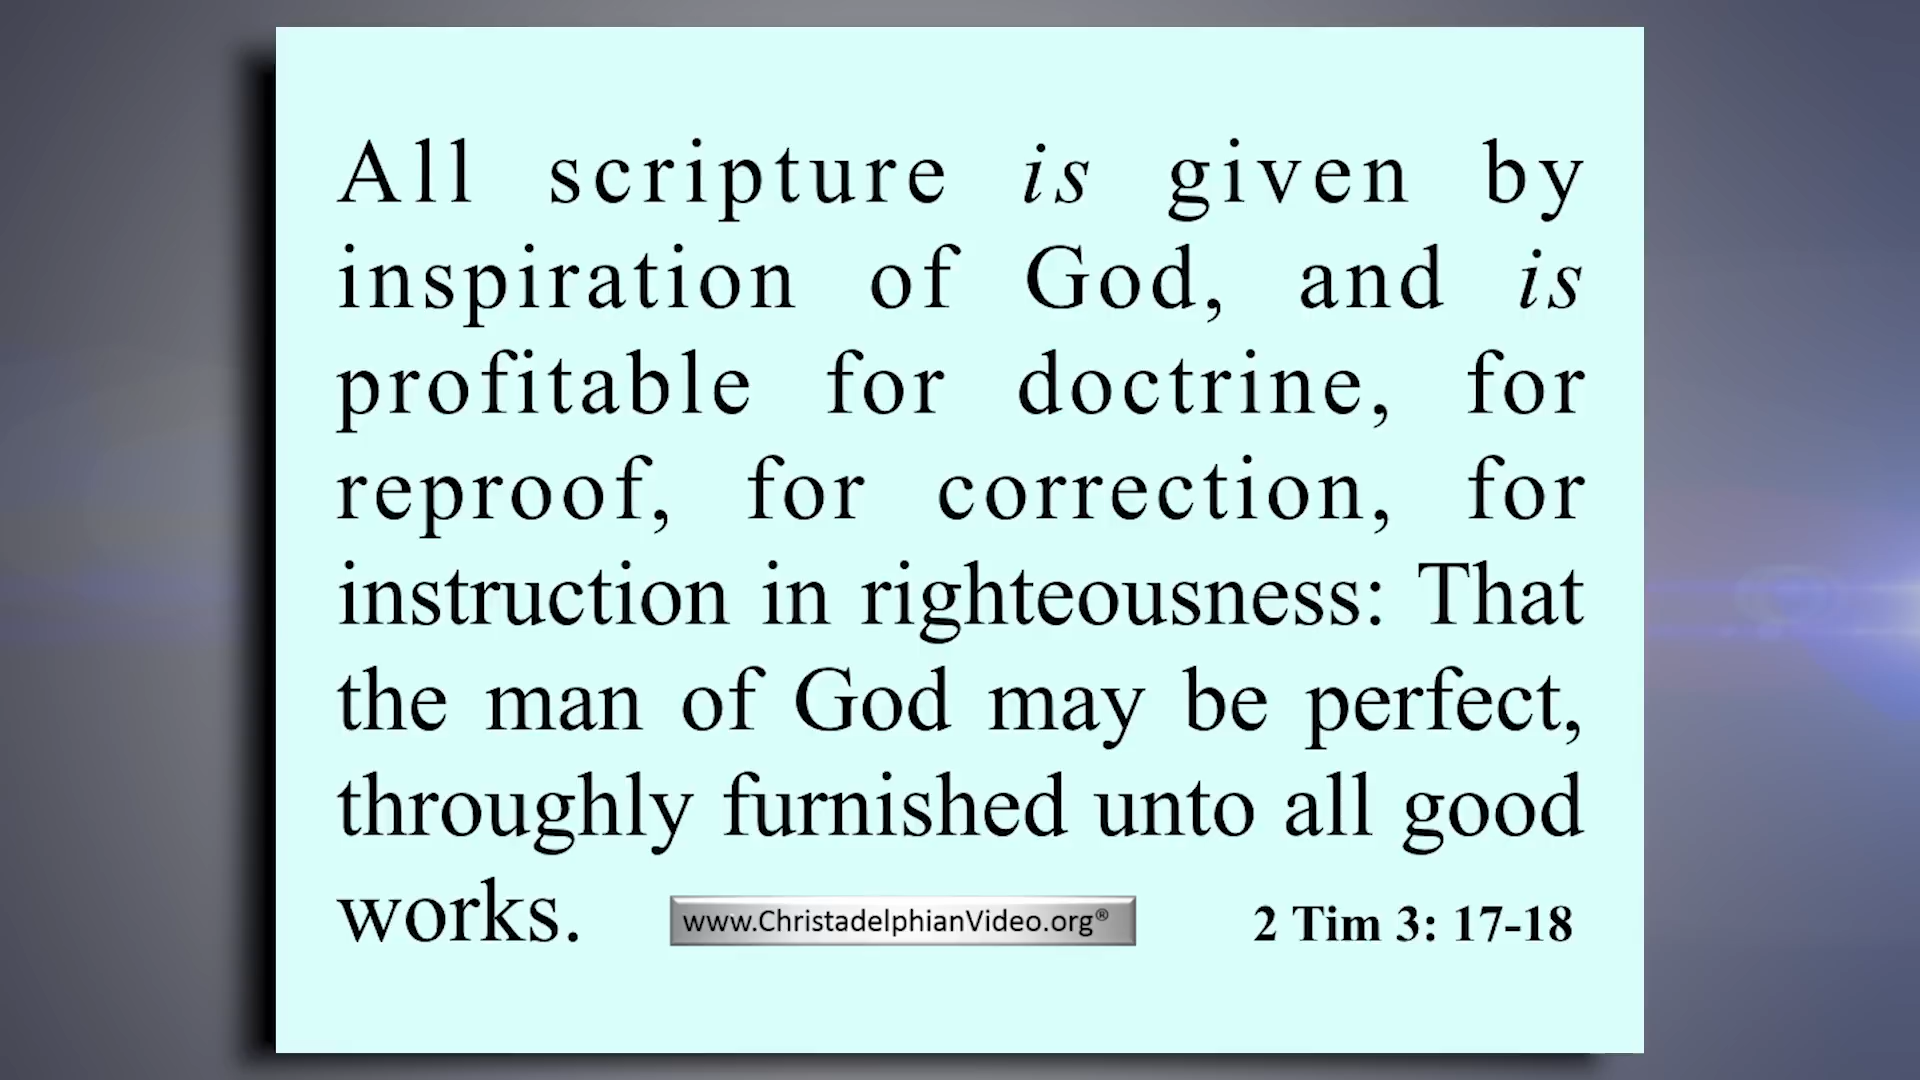 All scripture is given by
inspiration of God, and is
profitable for doctrine, for
reproof, for correction, for
instruction in righteousness: That
the man of God may be perfect,
throughly furnished unto all good
works.
www.ChristadelphianVideo.org®
2 Tim 3: 17-18